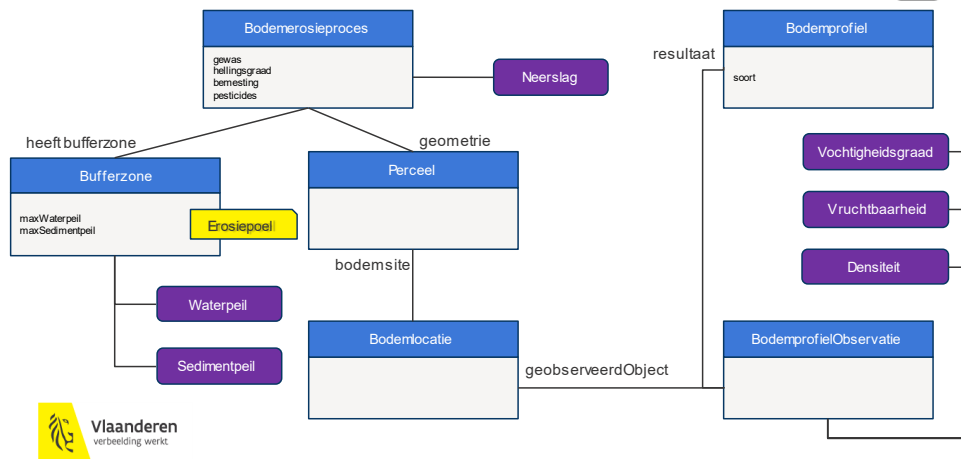 Bodemerosieproces
gewas
hellingsgraad
bemesting
pesticides
Neerslag
resultaat
Bodemprofiel
soort
heeft bufferzone
geometrie
Bufferzone
maxWaterpeil
maxSedimentpeil
Erosiepoel
Perceel
Vochtigheidsgraad
Vruchtbaarheid
Densiteit
bodemsite
Waterpeil
Sedimentpeil
Bodemlocatie
geobserveerdObject
BodemprofielObservatie
Vlaanderen
verbeelding werkt